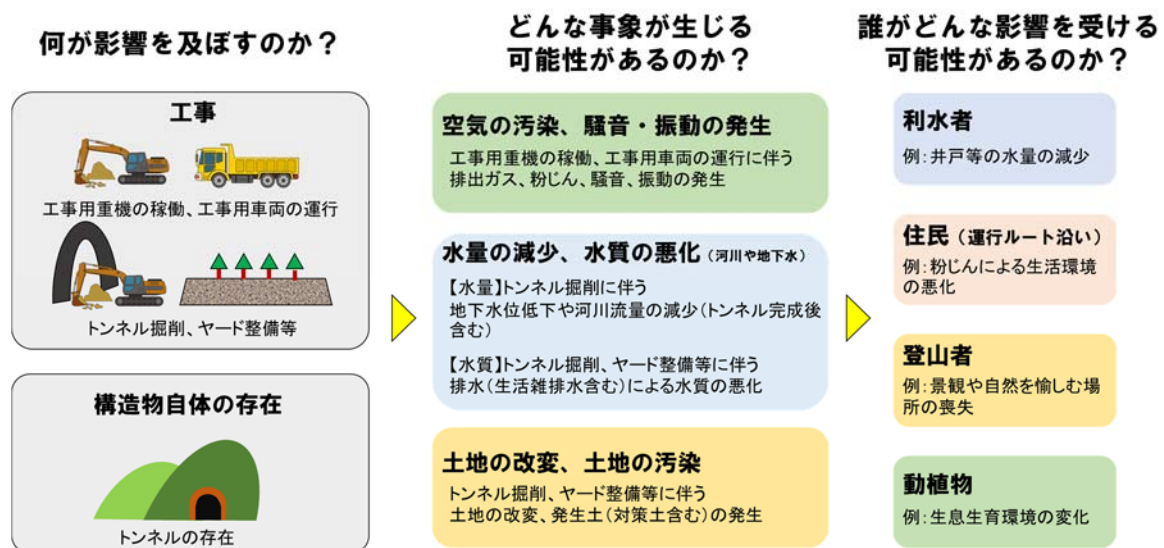 何が影響を及ぼすのか？
工事
工事用重機の稼働、工事用車両の運行
トンネル掘削、ヤード整備等
構造物自体の存在
トンネルの存在
どんな事象が生じる
可能性があるのか？
空気の汚染、騒音・振動の発生
工事用重機の稼働、工事用車両の運行に伴う
排出ガス、粉じん、騒音、振動の発生
水量の減少、水質の悪化（河川や地下水）
【水量】トンネル掘削に伴う
地下水位低下や河川流量の減少（トンネル完成後
含む）
【水質】トンネル掘削、ヤード整備等に伴う
排水（生活雑排水含む）による水質の悪化
土地の改変、土地の汚染
トンネル掘削、ヤード整備等に伴う
土地の改変、発生土（対策土含む）の発生
誰がどんな影響を受ける
可能性があるのか？
利水者
例：井戸等の水量の減少
住民（運行ルート沿い）
例：粉じんによる生活環境
の悪化
登山者
例：景観や自然を愉しむ場
所の喪失
動植物
例：生息生育環境の変化